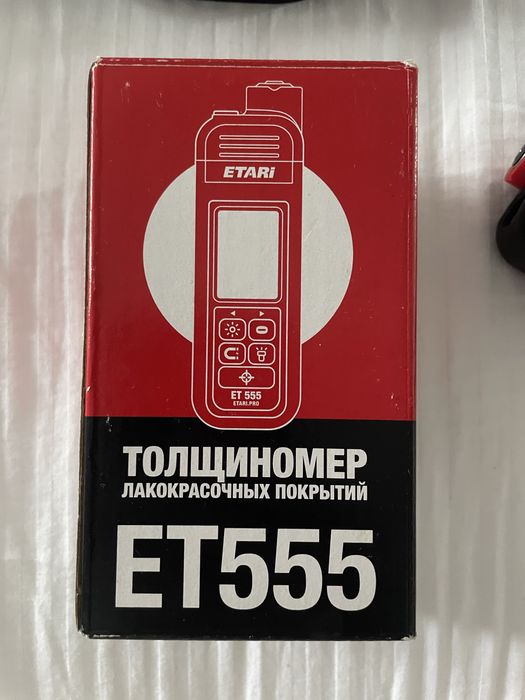 ETARI
ET 555
ETARI.PRO
ТОЛЩИНОМЕР
ЛАКОКРАСОЧНЫХ ПОКРЫТИЙ
ET555